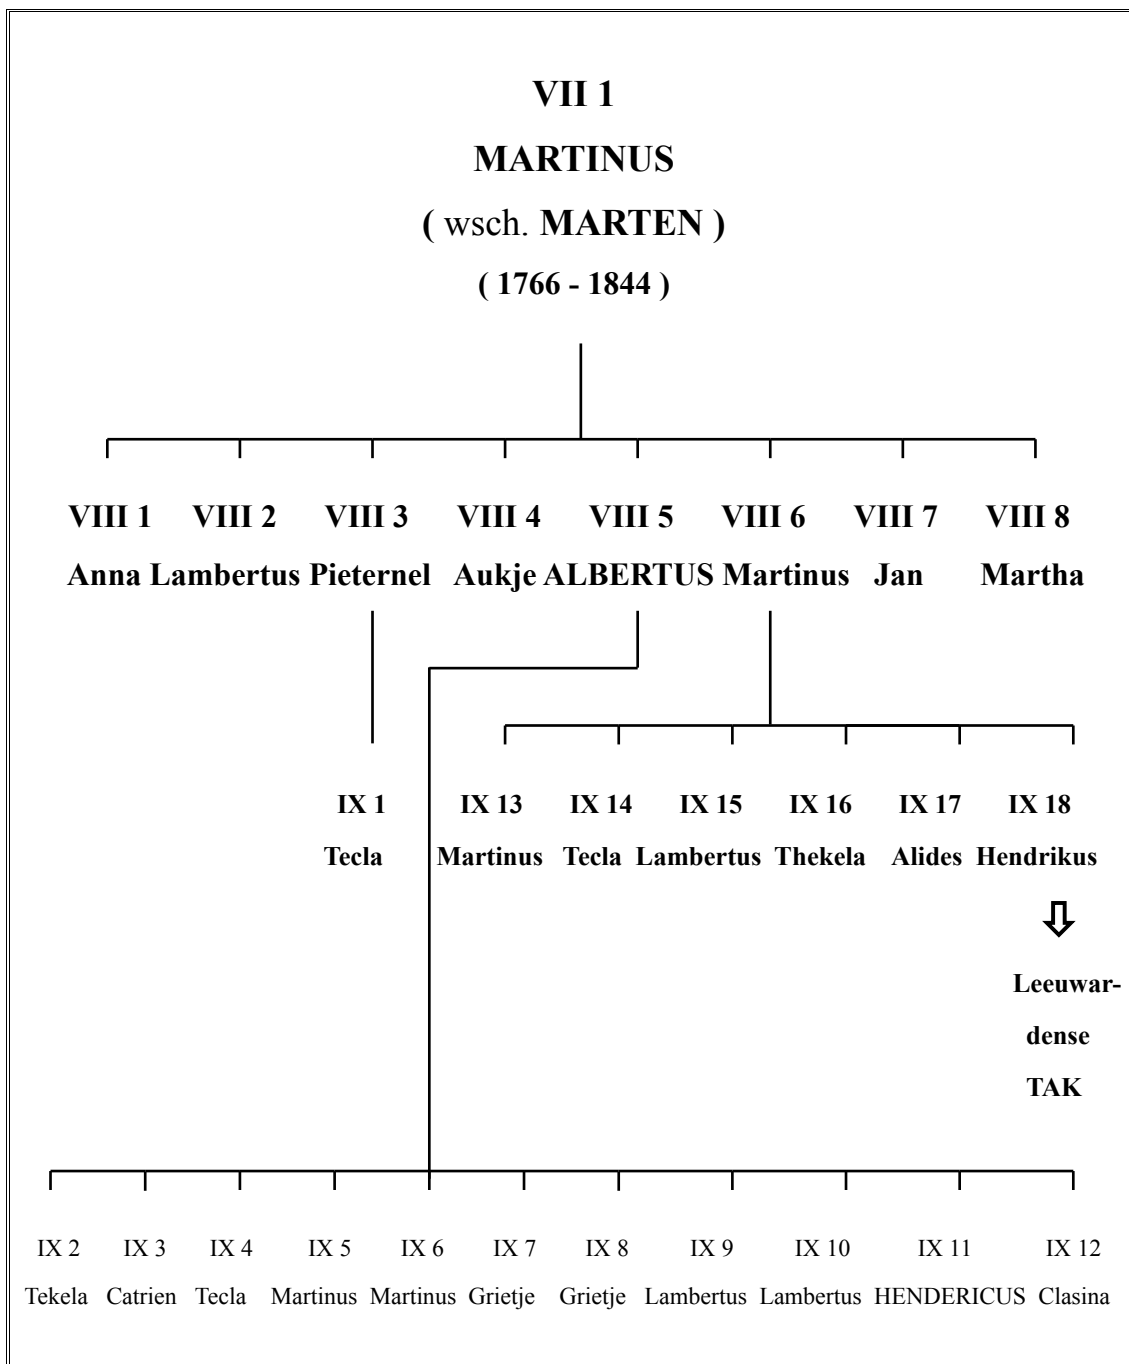 VII 1
MARTINUS
( wsch. MARTEN )
( 1766 - 1844 )
VIII 1 VIII 2 VIII 3 VIII 4 VIII 5 VIII 6 VIII 7 VIII 8
Anna Lambertus Pieternel Aukje ALBERTUS Martinus Jan Martha
IX 1 IX 13 IX 14 IX 15 IX 16 IX 17 IX 18
Tecla Martinus Tecla Lambertus Thekela Alides Hendrikus
Leeuwar-
dense
TAK
IX 2 IX 3 IX 4 IX 5 IX 6 IX 7 IX 8 IX 9 IX 10 IX 11 IX 12
Tekela Catrien Tecla Martinus Martinus Grietje Grietje Lambertus Lambertus HENDERICUS Clasina